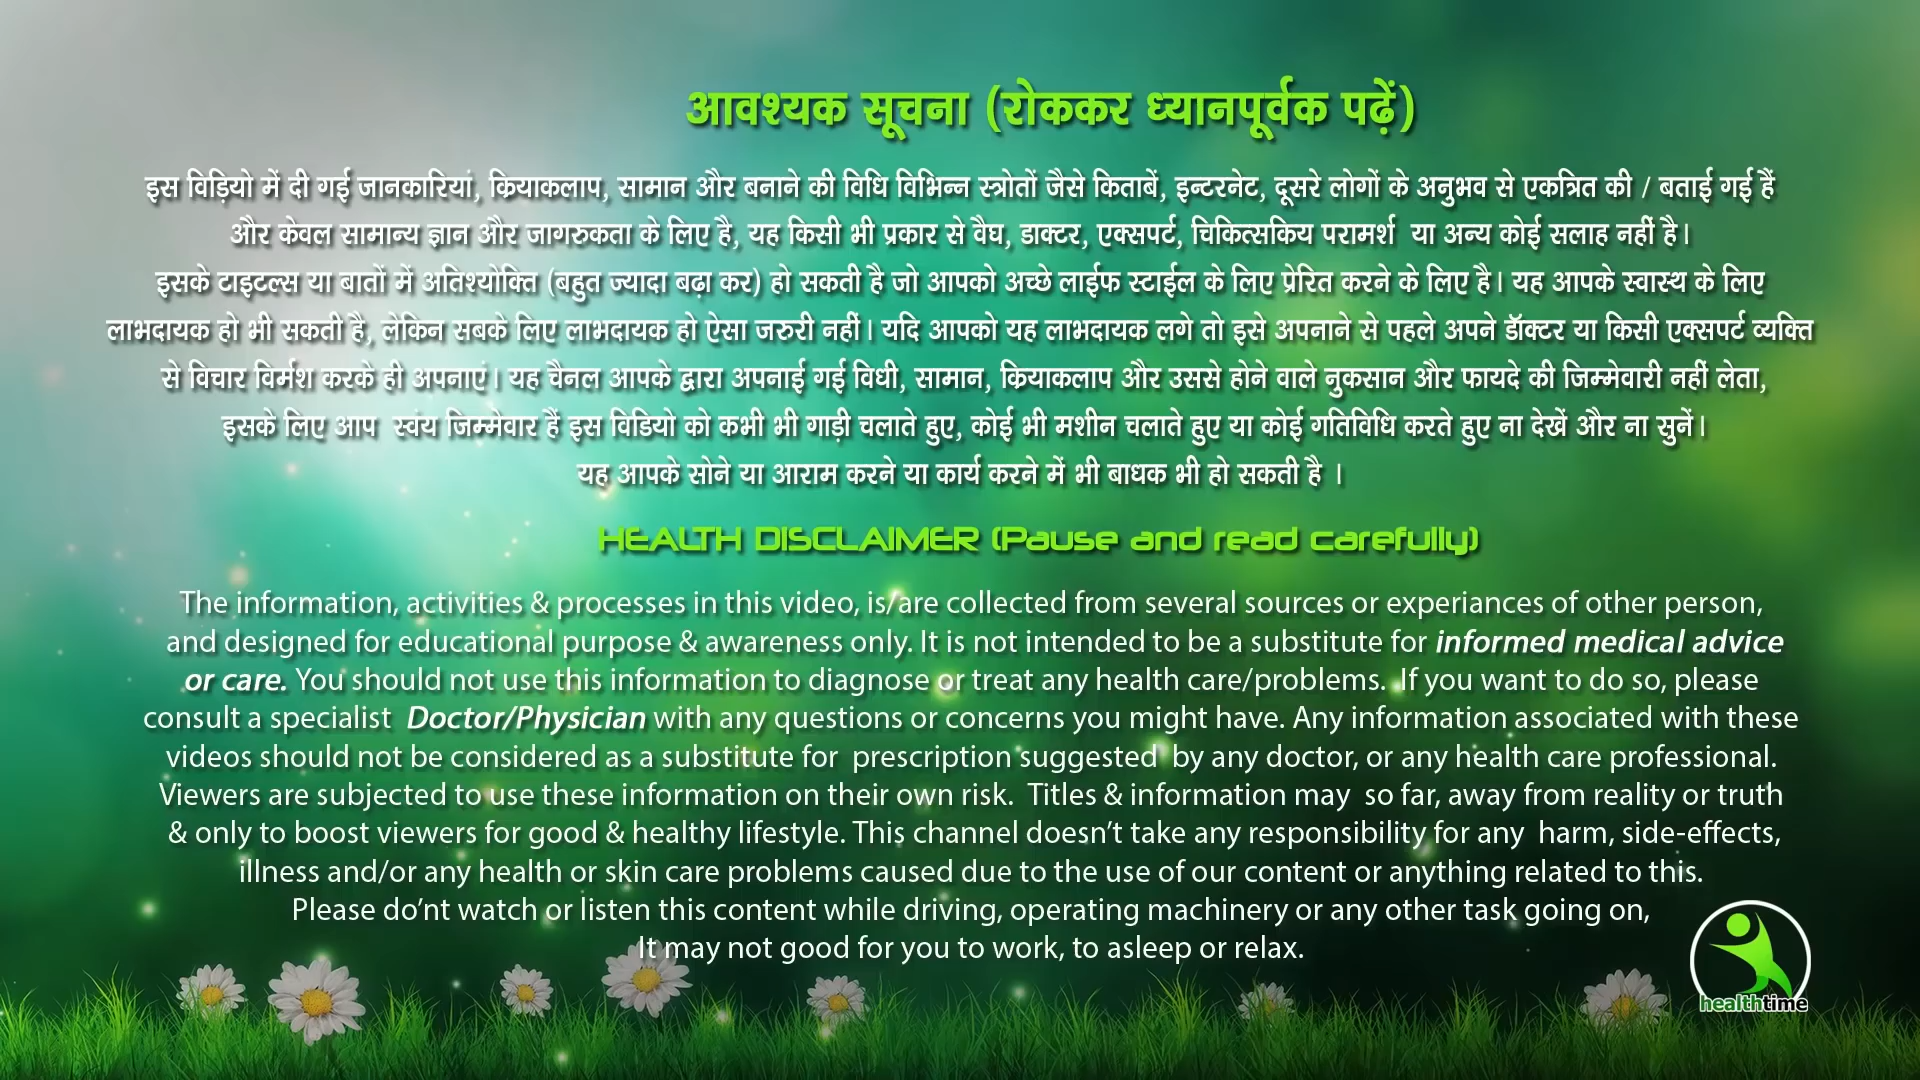 आवश्यक सूचना (रोककर ध्यानपूर्वक पढ़ें)
इस विड़ियो में दी गई जानकारियां, क्रियाकलाप, सामान और बनाने की विधि विभिन्न स्त्रोतों जैसे किताबें, इन्टरनेट, दूसरे लोगों के अनुभव से एकत्रित की / बताई गई हैं
और केवल सामान्य ज्ञान और जागरुकता के लिए है, यह किसी भी प्रकार से वैघ, डाक्टर, एक्सपर्ट, चिकित्सकिय परामर्श या अन्य कोई सलाह नहीं है।
इसके टाइटल्स या बातों में अतिश्योक्ति (बहुत ज्यादा बढ़ा कर) हो सकती है जो आपको अच्छे लाईफ स्टाईल के लिए प्रेरित करने के लिए है। यह आपके स्वास्थ के लिए
लाभदायक हो भी सकती है, लेकिन सबके लिए लाभदायक हो ऐसा जरुरी नहीं। यदि आपको यह लाभदायक लगे तो इसे अपनाने से पहले अपने डॅाक्टर या किसी एक्सपर्ट व्यक्ति
से विचार विर्मश करके ही अपनाएं। यह चैनल आपके द्वारा अपनाई गई विधी, सामान, क्रियाकलाप और उससे होने वाले नुकसान और फायदे की जिम्मेवारी नहीं लेता,
इसके लिए आप स्वंय जिम्मेवार हैं इस विडियो को कभी भी गाड़ी चलाते हुए, कोई भी मशीन चलाते हुए या कोई गतिविधि करते हुए ना देखें और ना सुनें।
यह आपके सोने या आराम करने या कार्य करने में भी बाधक भी हो सकती है ।
HEALTH DISCLAIMER (Pause and read carefully)
The information, activities & processes in this video, is/are collected from several sources or experiances of other person,
and designed for educational purpose & awareness only. It is not intended to be a substitute for informed medical advice
or care. You should not use this information to diagnose or treat any health care/problems. If you want to do so, please
consult a specialist Doctor/Physician with any questions or concerns you might have. Any information associated with these
videos should not be considered as a substitute for prescription suggested by any doctor, or any health care professional.
Viewers are subjected to use these information on their own risk. Titles & information may so far, away from reality or truth
& only to boost viewers for good & healthy lifestyle. This channel doesn't take any responsibility for any harm, side-effects,
illness and/or any health or skin care problems caused due to the use of our content or anything related to this.
Please do'nt watch or listen this content while driving, operating machinery or any other task going on,
It may not good for you to work, to asleep or relax.
healthtime